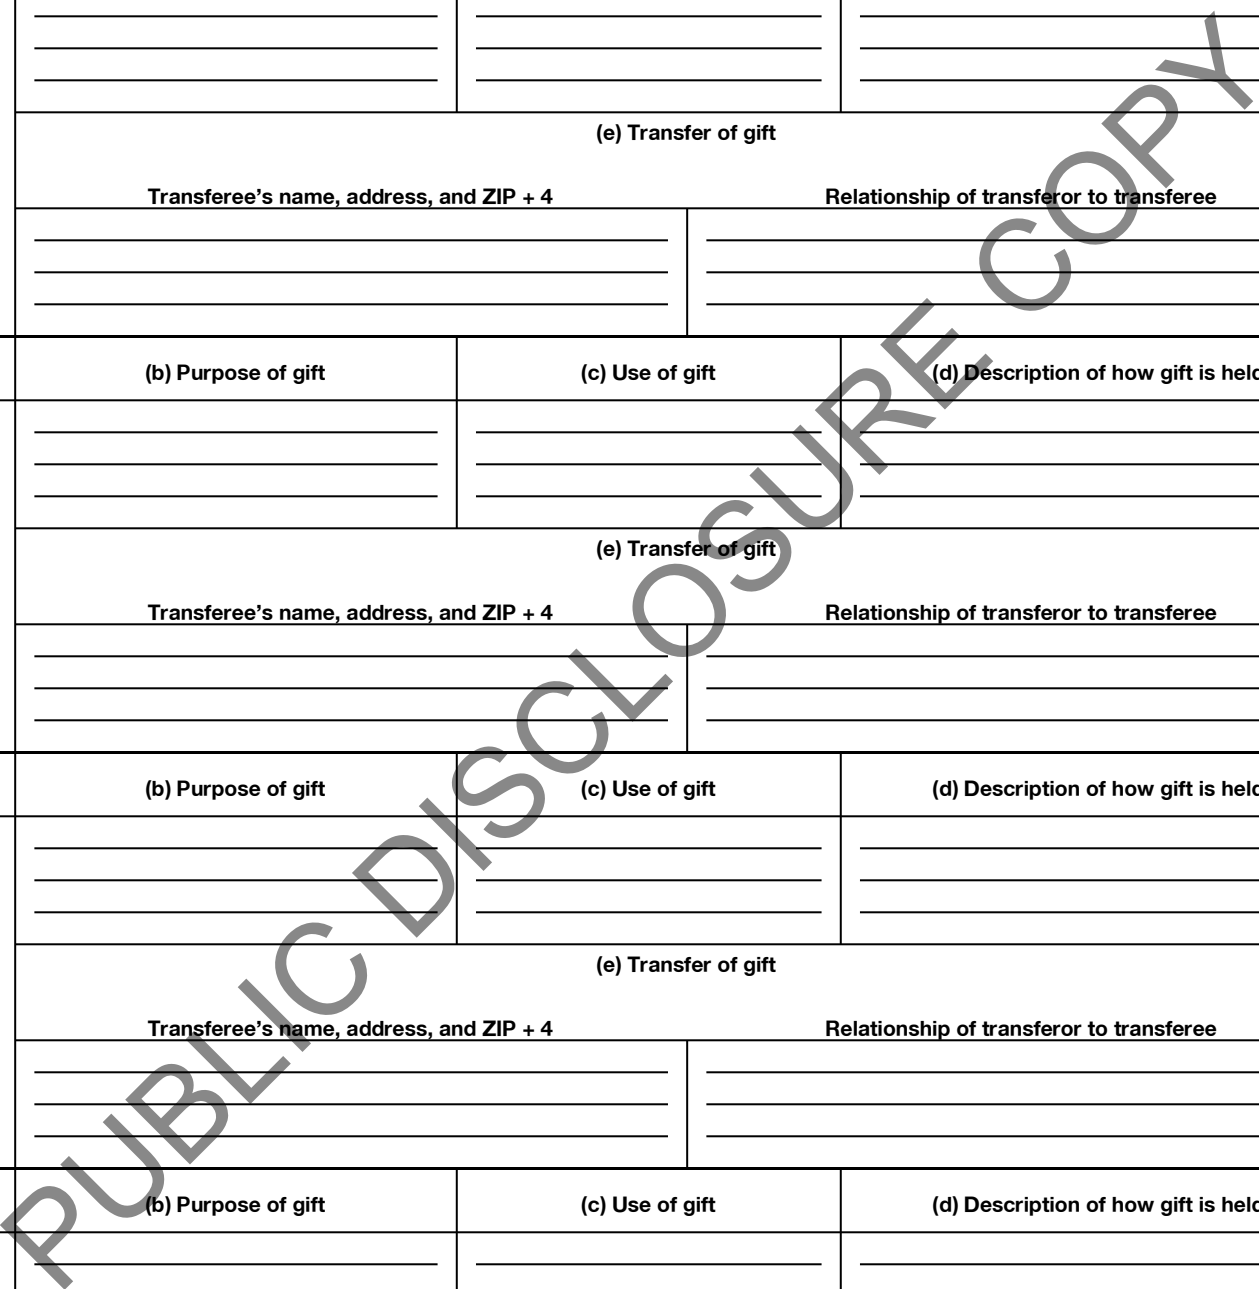 (e) Transfer of gift
Transferee’s name, address, and ZIP + 4 Relationship of transferor to transferee
(b) Purpose of gift (c) Use of gift (d) Description of how gift is held
(e) Transfer of gift
Transferee’s name, address, and ZIP + 4 Relationship of transferor to transferee
(b) Purpose of gift (c) Use of gift (d) Description of how gift is held
(e) Transfer of gift
Transferee’s name, address, and ZIP + 4 Relationship of transferor to transferee
(b) Purpose of gift (c) Use of gift (d) Description of how gift is held
PUBLIC DISCLOSURE COPY